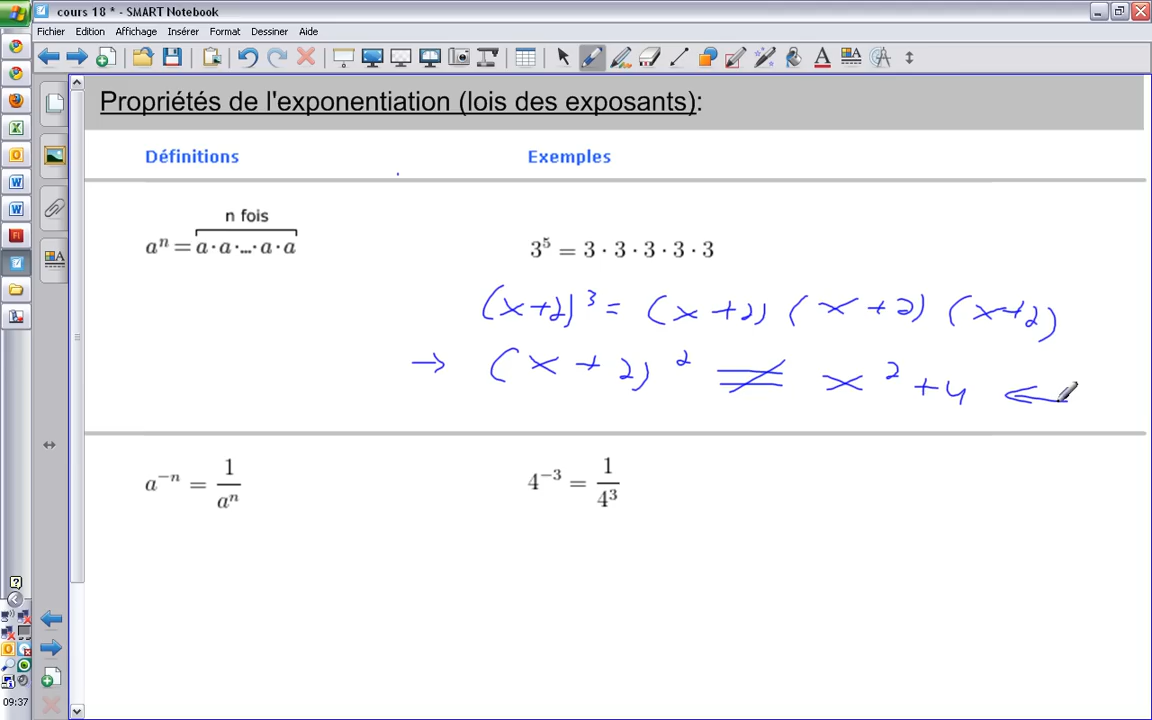 cours 18 * - SMART Notebook
Fichier Edition Affichage Insérer Format Dessiner Aide
Propriétés de l'exponentiation (lois des exposants):
Définitions Exemples
n fois
aⁿ = a · a · ... · a · a 3⁵ = 3 · 3 · 3 · 3 · 3
(x+2)³ = (x+2) (x+2) (x+2)
→ (x+2)² ≠ x² + 4 ←
a⁻ⁿ = 1/aⁿ 4⁻³ = 1/4³
09:37